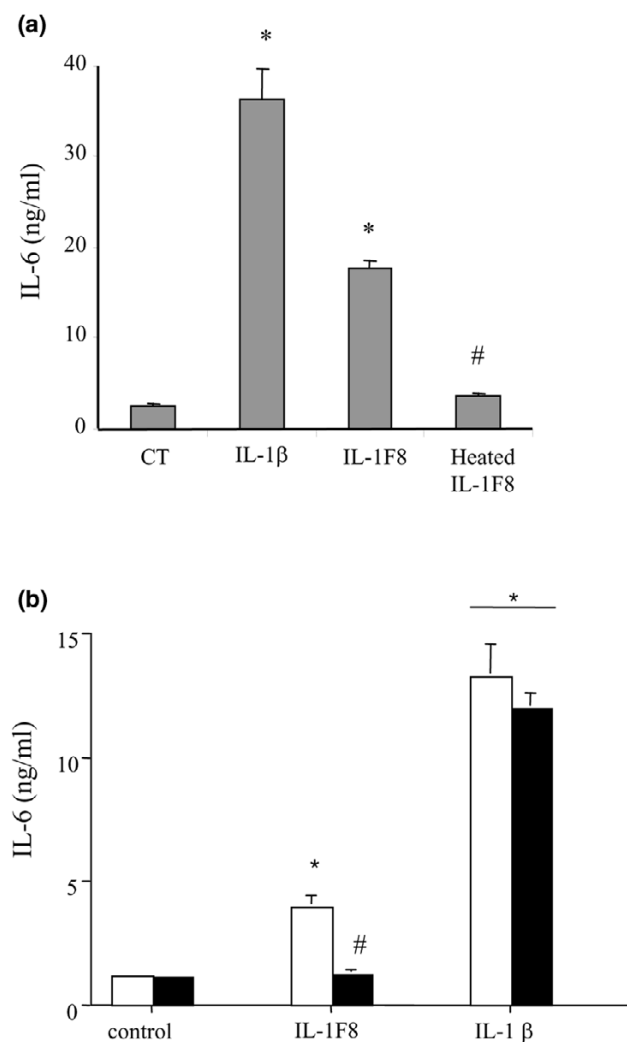 (a)
*
40
*
30
IL-6 (ng/ml)
20
#
10
0
CT IL-1β IL-1F8 Heated
IL-1F8
(b)
*
15
IL-6 (ng/ml)
10
*
5
#
0
control IL-1F8 IL-1 β